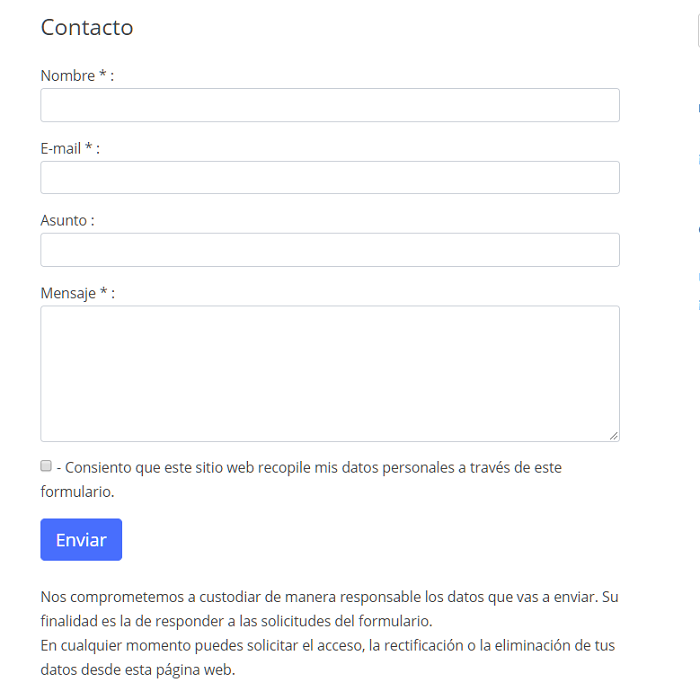 Contacto
Nombre * :
E-mail * :
Asunto :
Mensaje * :
- Consiento que este sitio web recopile mis datos personales a través de este
formulario.
Enviar
Nos comprometemos a custodiar de manera responsable los datos que vas a enviar. Su
finalidad es la de responder a las solicitudes del formulario.
En cualquier momento puedes solicitar el acceso, la rectificación o la eliminación de tus
datos desde esta página web.